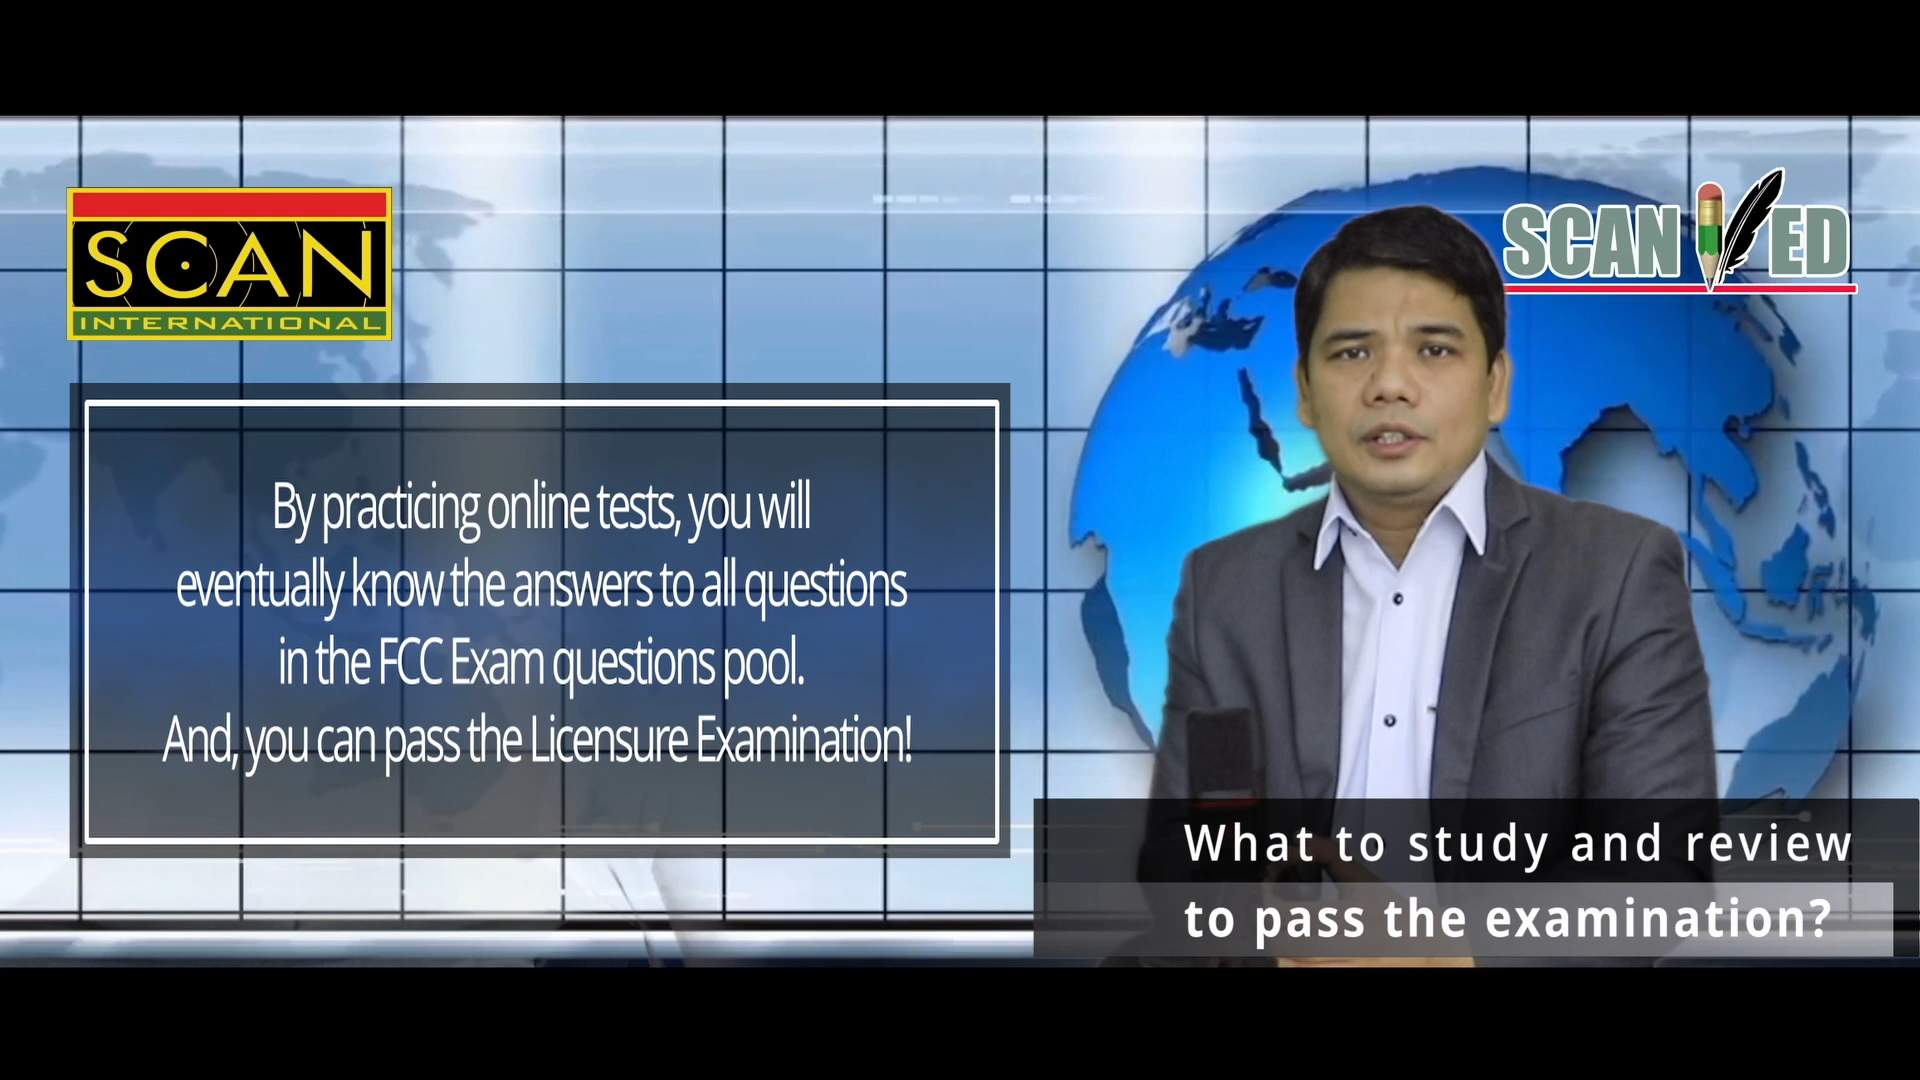 SCAN
INTERNATIONAL
SCAN ED
By practicing online tests, you will
eventually know the answers to all questions
in the FCC Exam questions pool.
And, you can pass the Licensure Examination!
What to study and review
to pass the examination?